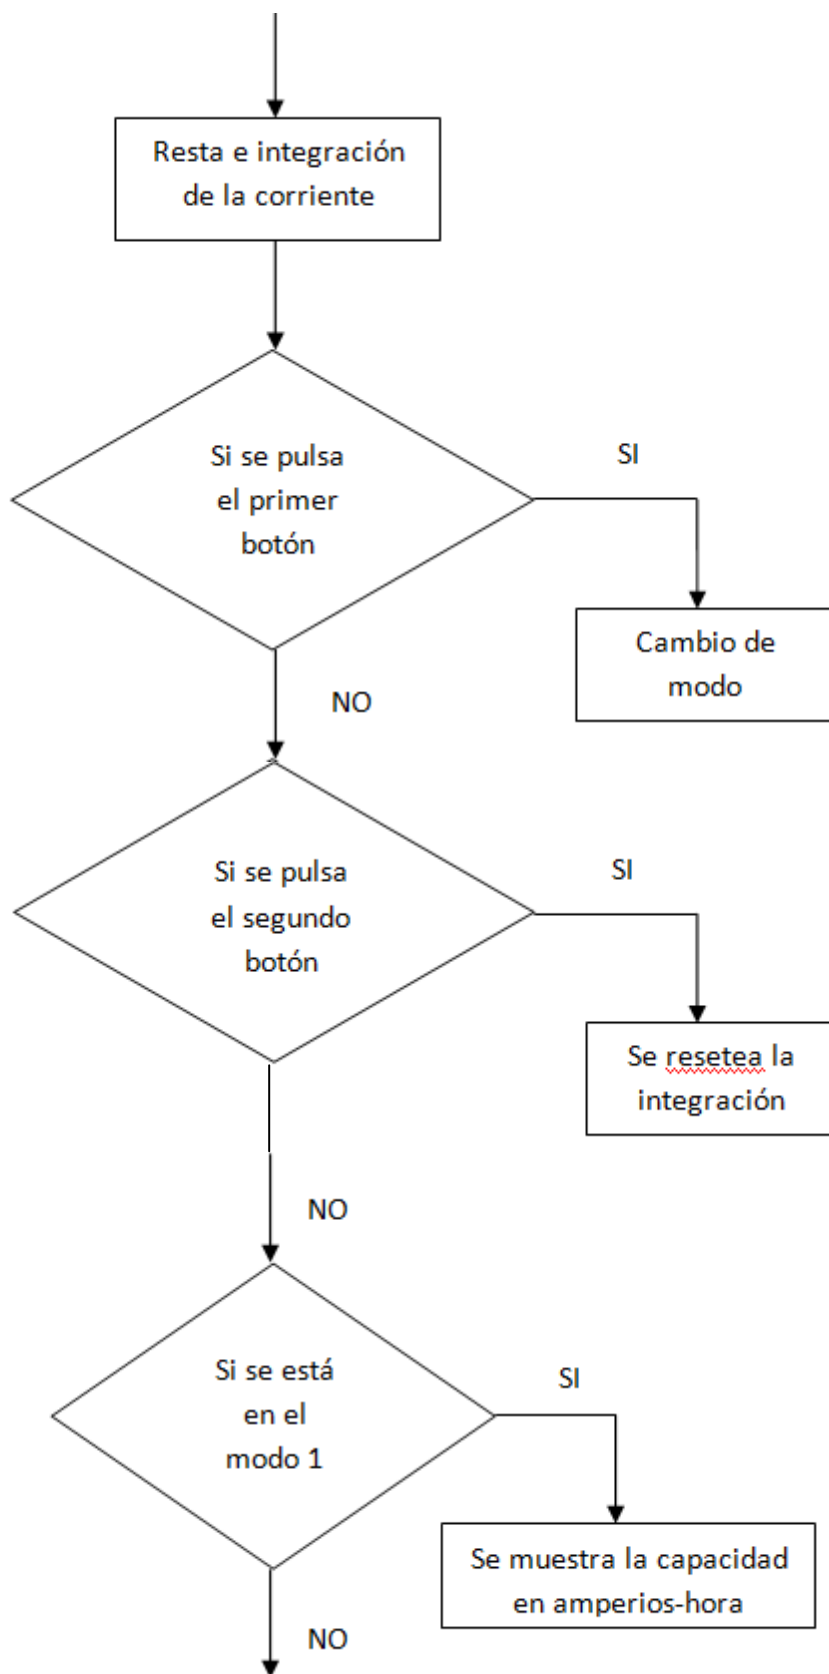 Resta e integración
de la corriente
Si se pulsa
el primer
botón
SI
Cambio de
modo
NO
Si se pulsa
el segundo
botón
SI
Se resetea la
integración
NO
Si se está
en el
modo 1
SI
Se muestra la capacidad
en amperios-hora
NO